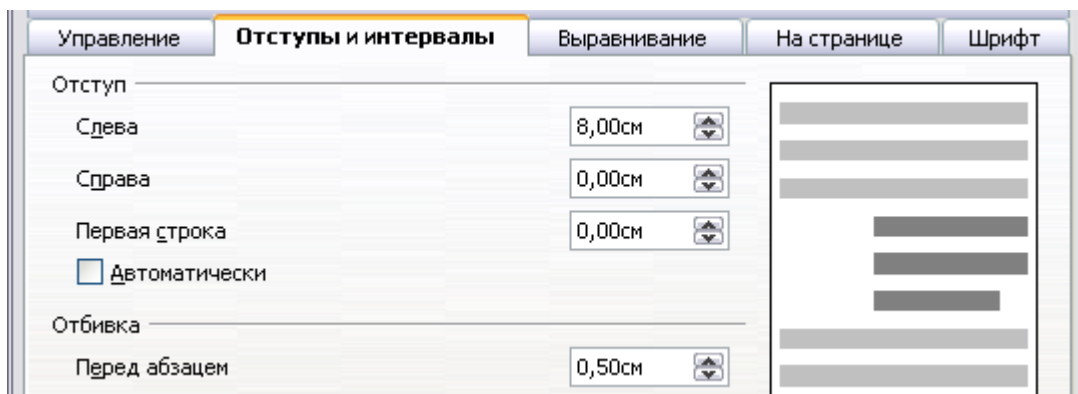 Управление Отступы и интервалы Выравнивание На странице Шрифт
Отступ
Слева 8,00см
Справа 0,00см
Первая строка 0,00см
Автоматически
Отбивка
Перед абзацем 0,50см